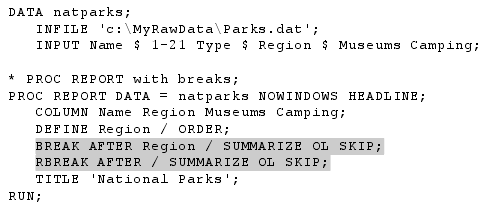 DATA natparks;
INFILE 'c:\MyRawData\Parks.dat';
INPUT Name $ 1-21 Type $ Region $ Museums Camping;
* PROC REPORT with breaks;
PROC REPORT DATA = natparks NOWINDOWS HEADLINE;
COLUMN Name Region Museums Camping;
DEFINE Region / ORDER;
BREAK AFTER Region / SUMMARIZE OL SKIP;
RBREAK AFTER / SUMMARIZE OL SKIP;
TITLE 'National Parks';
RUN;